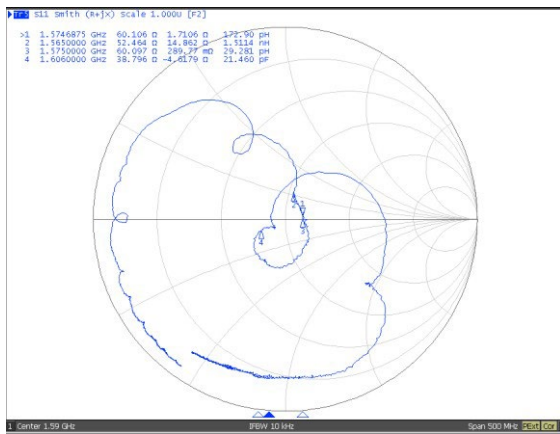 Tr3 S11 Smith (R+jX) Scale 1.000U [F2]
>1 1.5746875 GHz 60.106 Ω 1.7106 Ω 172.90 pH
2 1.5650000 GHz 52.464 Ω 14.862 Ω 1.5114 nH
3 1.5750000 GHz 60.097 Ω 289.77 mΩ 29.281 pH
4 1.6060000 GHz 38.796 Ω -4.6179 Ω 21.460 pF
1 Center 1.59 GHz IFBW 10 kHz Span 500 MHz PExt Cor